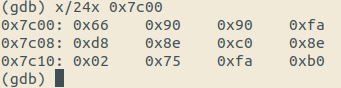 (gdb) x/24x 0x7c00
0x7c00: 0x66 0x90 0x90 0xfa
0x7c08: 0xd8 0x8e 0xc0 0x8e
0x7c10: 0x02 0x75 0xfa 0xb0
(gdb)